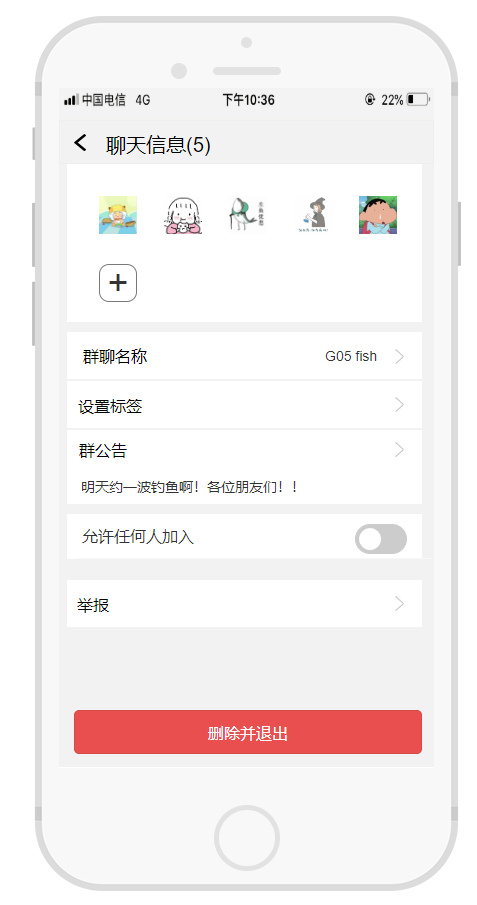 中国电信 4G 下午10:36 22%
聊天信息(5)
群聊名称 G05 fish
设置标签
群公告
明天约一波钓鱼啊！各位朋友们！！
允许任何人加入
举报
删除并退出